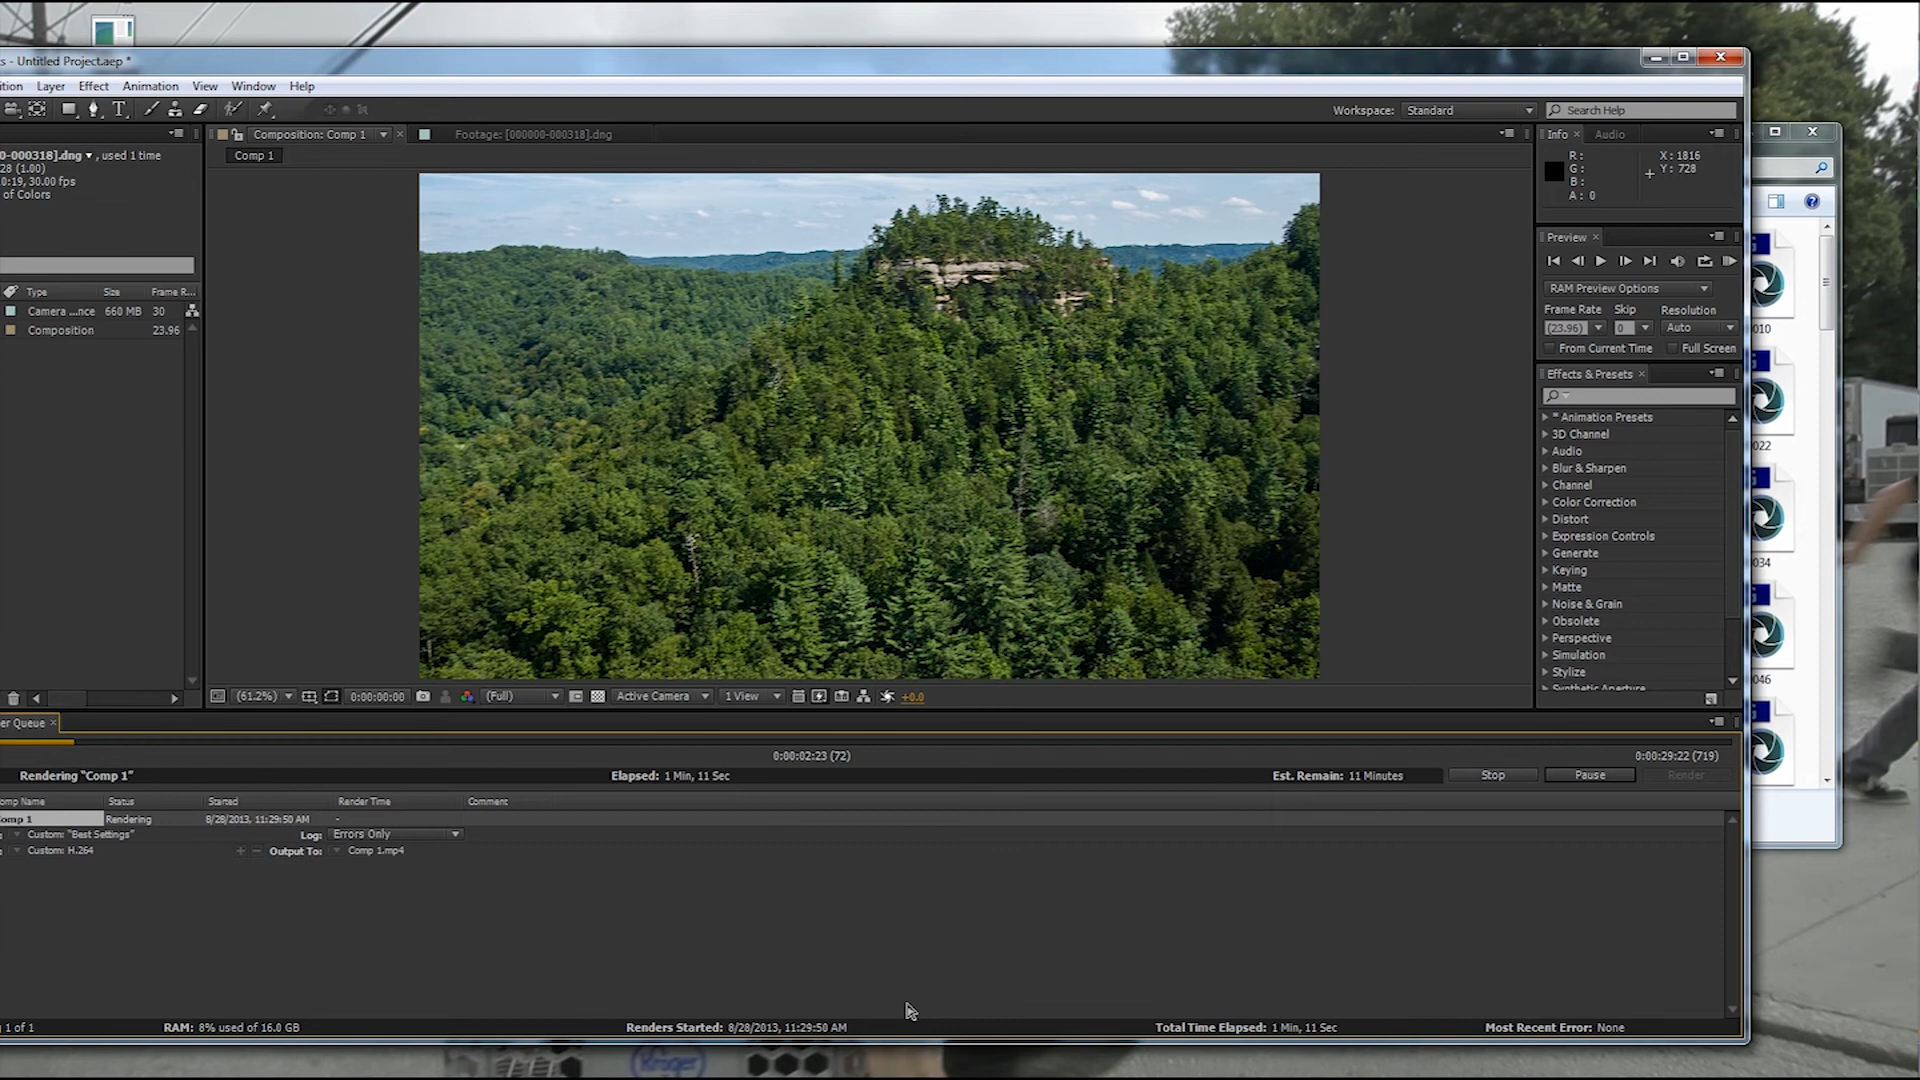 s - Untitled Project.aep *
ition Layer Effect Animation View Window Help
T
Workspace: Standard Search Help
Composition: Comp 1 Footage: [000000-000318].dng
Comp 1
0-000318].dng , used 1 time
28 (1.00)
0:19, 30.00 fps
of Colors
Type Size Frame R...
Camera ...nce 660 MB 30
Composition 23.96
(61.2%) 0:00:00:00 (Full) Active Camera 1 View +0.0
Info Audio
R: X: 1816
G: Y: 728
B:
A: 0
Preview
RAM Preview Options
Frame Rate Skip Resolution
(23.96) 0 Auto
From Current Time Full Screen
Effects & Presets
* Animation Presets
3D Channel
Audio
Blur & Sharpen
Channel
Color Correction
Distort
Expression Controls
Generate
Keying
Matte
Noise & Grain
Obsolete
Perspective
Simulation
Stylize
Synthetic Aperture
0010
0022
0034
0046
er Queue
0:00:02:23 (72) 0:00:29:22 (719)
Rendering "Comp 1" Elapsed: 1 Min, 11 Sec Est. Remain: 11 Minutes Stop Pause Render
omp Name Status Started Render Time Comment
Comp 1 Rendering 8/28/2013, 11:29:50 AM -
Custom: "Best Settings" Log: Errors Only
Custom: H.264 + — Output To: Comp 1.mp4
1 of 1 RAM: 8% used of 16.0 GB Renders Started: 8/28/2013, 11:29:50 AM Total Time Elapsed: 1 Min, 11 Sec Most Recent Error: None
Kroger